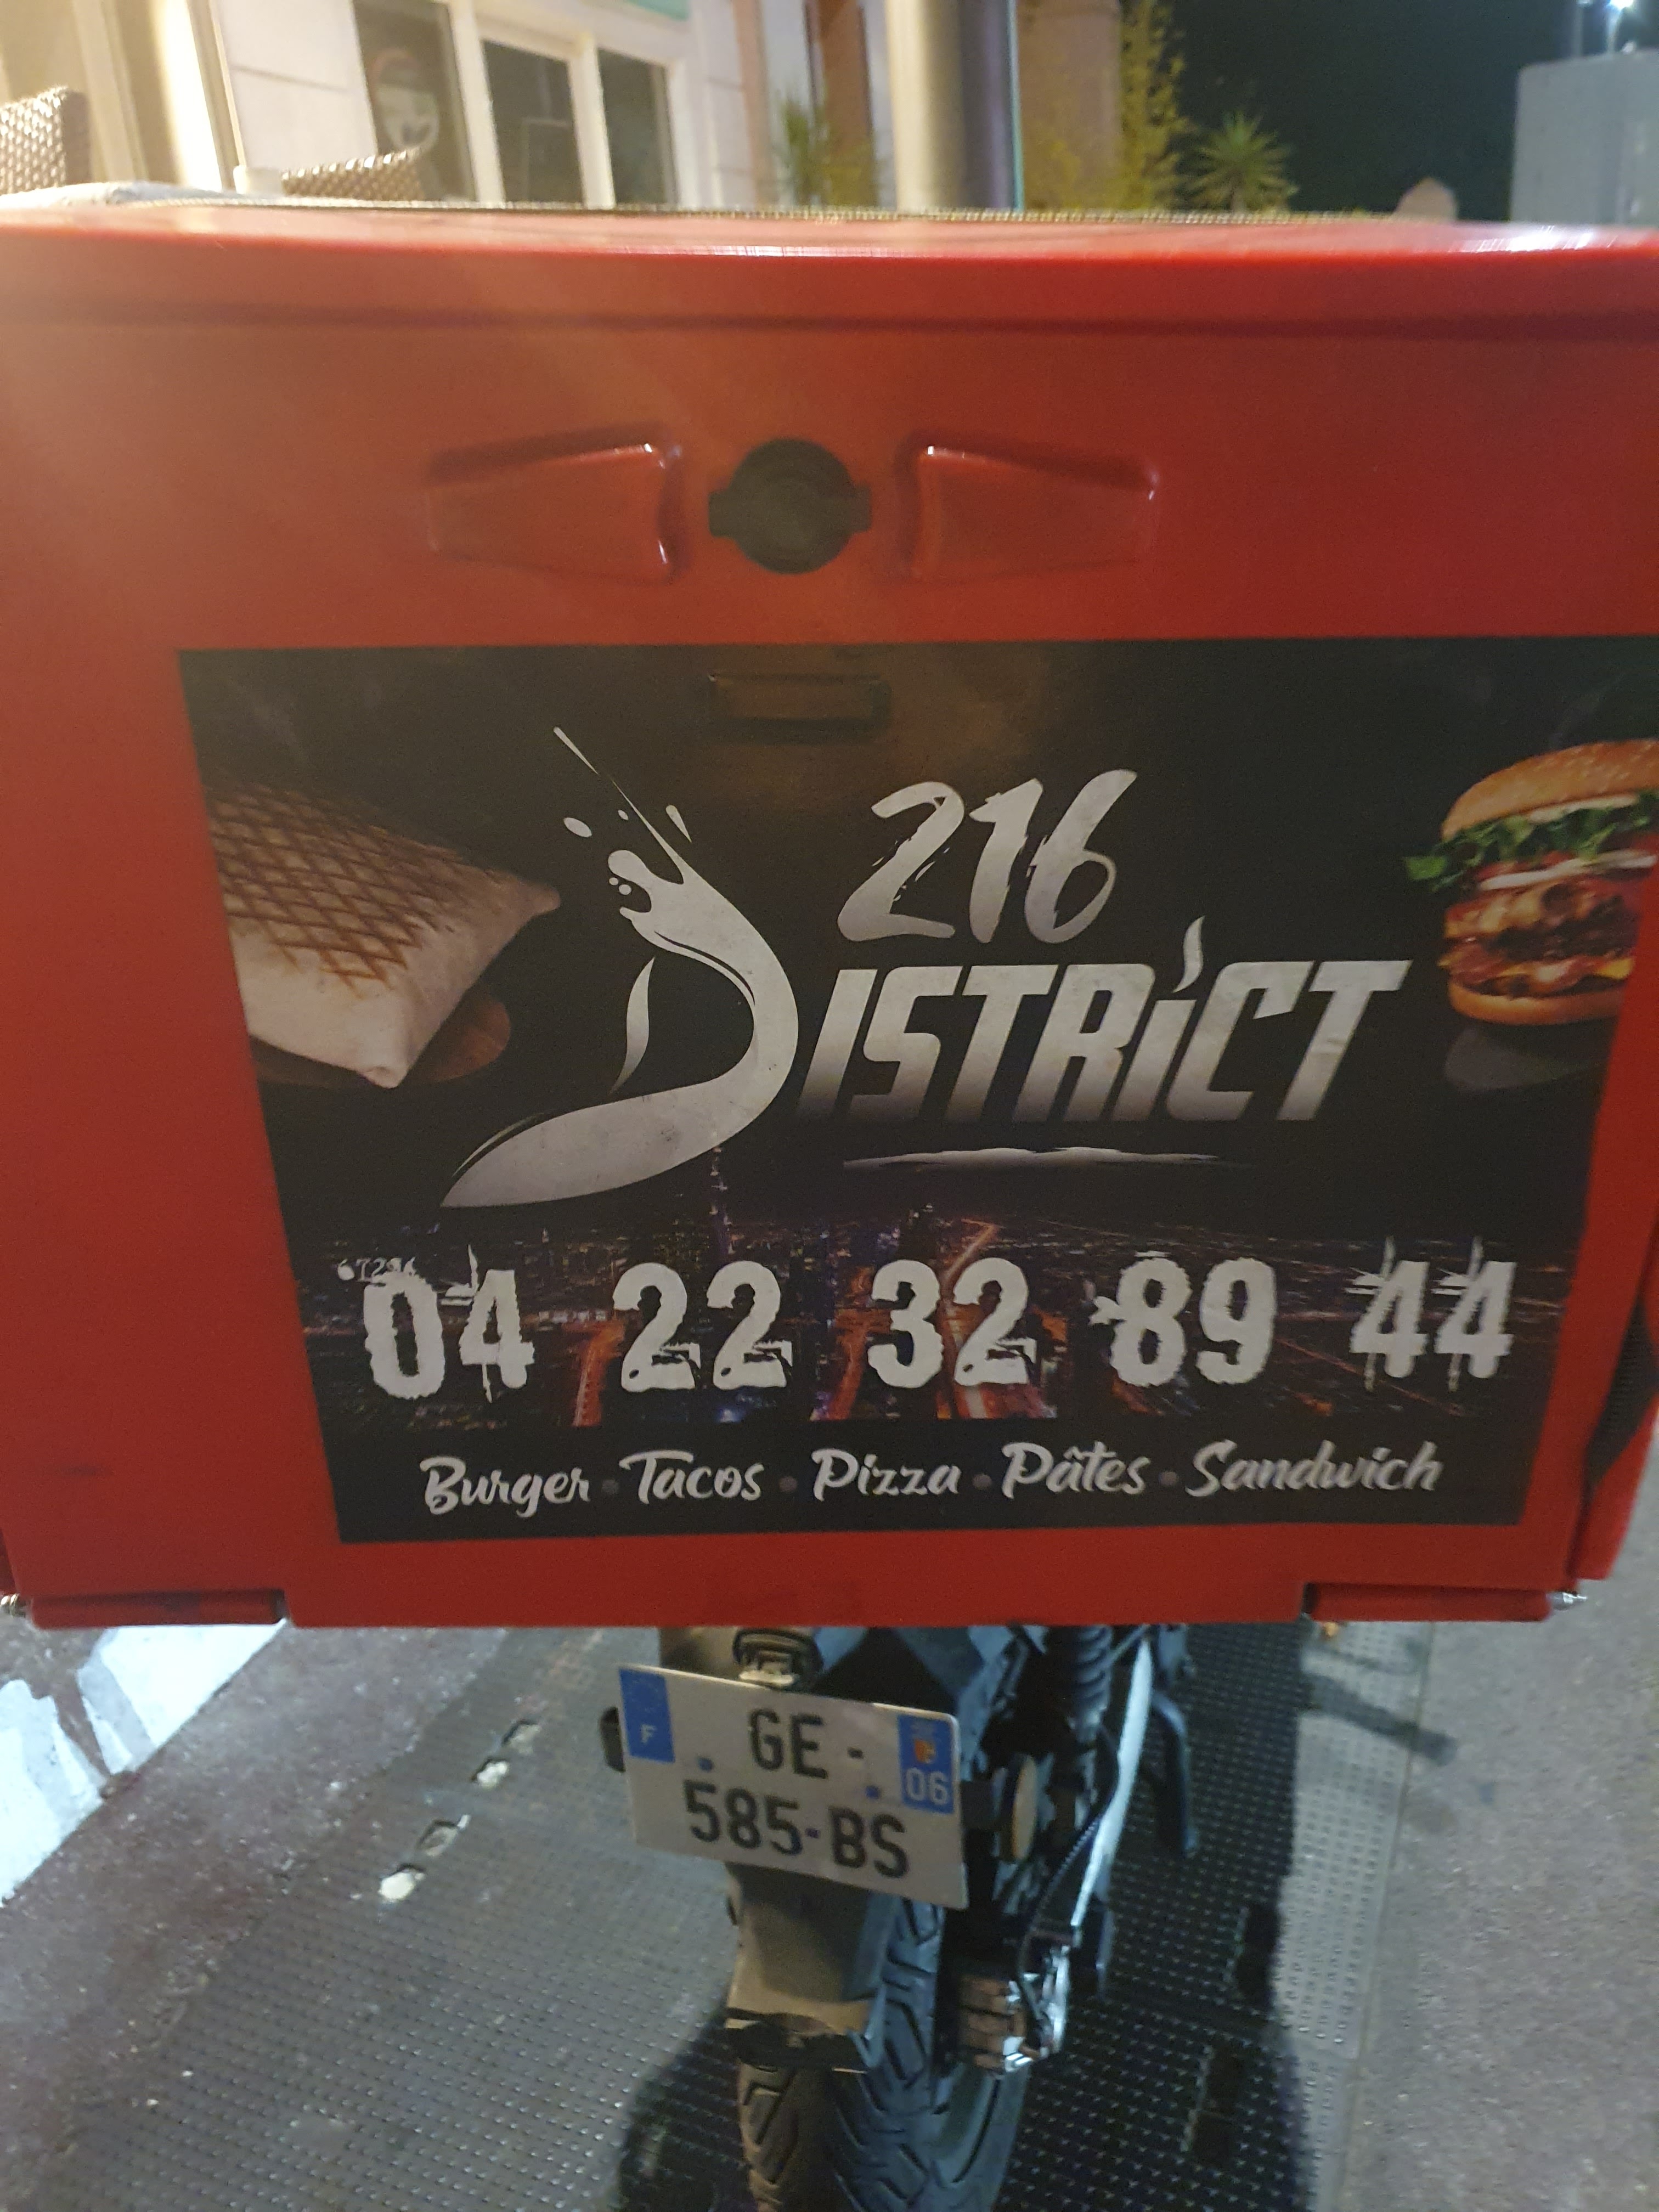 216
DISTRiCT
04 22 32 89 44
Burger • Tacos • Pizza • Pâtes • Sandwich
F GE -
06
585-BS